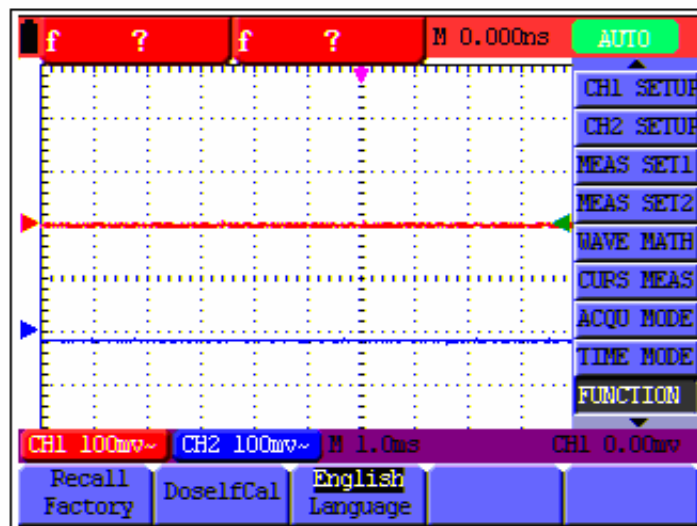 f ?
f ?
M 0.000ns
AUTO
CH1 SETUP
CH2 SETUP
MEAS SET1
MEAS SET2
WAVE MATH
CURS MEAS
ACQU MODE
TIME MODE
FUNCTION
CH1 100mv~
CH2 100mv~
M 1.0ms
CH1 0.00mv
Recall
Factory
DoselfCal
English
Language